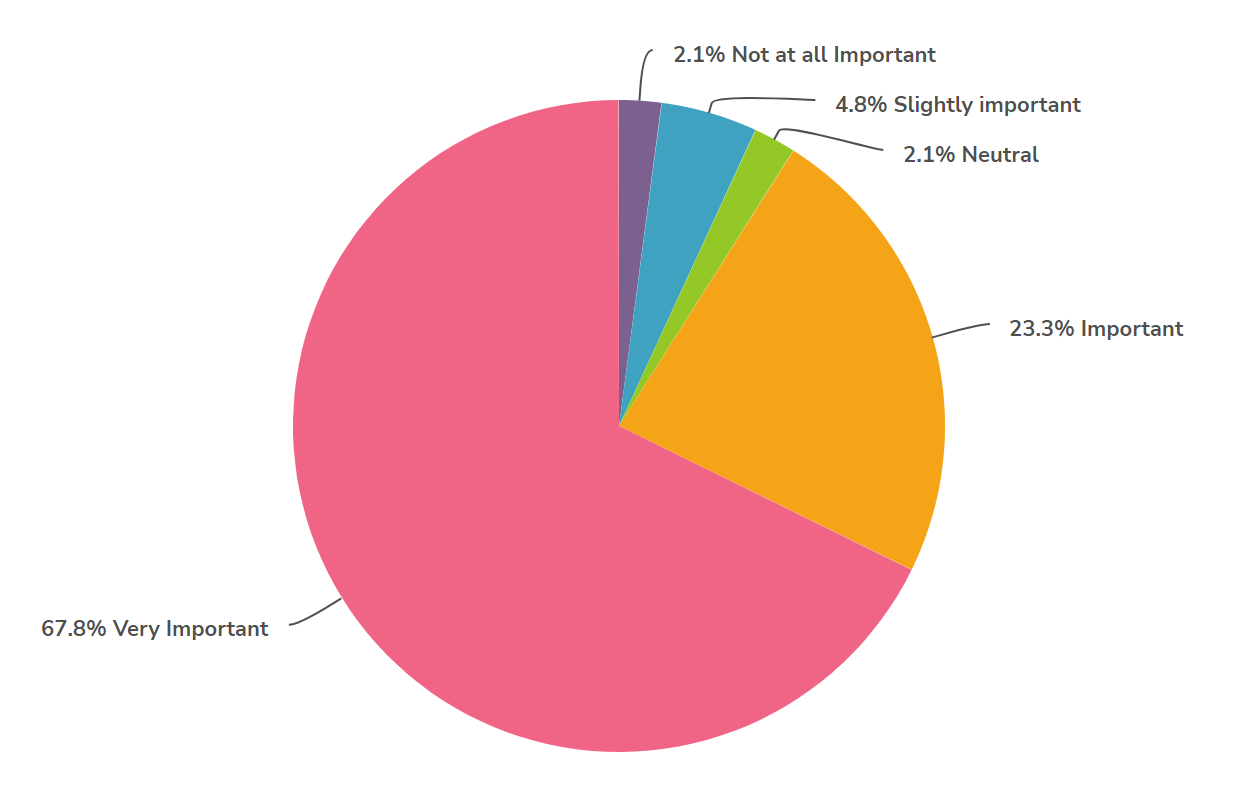 2.1% Not at all Important
4.8% Slightly important
2.1% Neutral
23.3% Important
67.8% Very Important